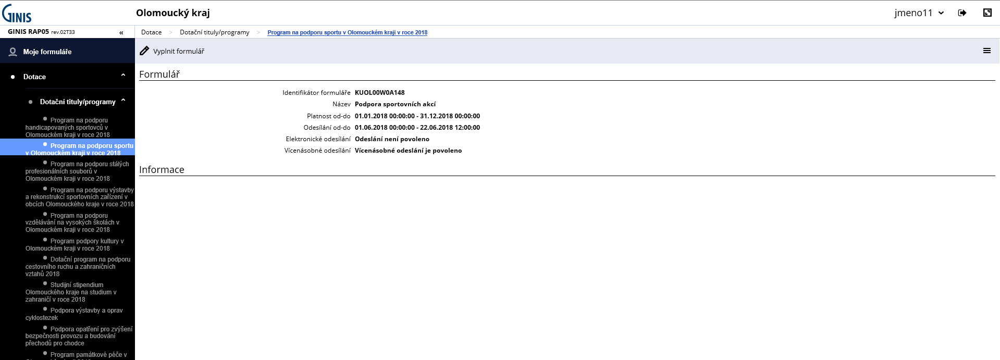 GINIS
Olomoucký kraj
jmeno11
GINIS RAP05 rev.02T33 «
Dotace > Dotační tituly/programy > Program na podporu sportu v Olomouckém kraji v roce 2018
Moje formuláře
Vyplnit formulář
Dotace
Dotační tituly/programy
Program na podporu
handicapovaných sportovců v
Olomouckém kraji v roce 2018
Program na podporu sportu
v Olomouckém kraji v roce 2018
Program na podporu stálých
profesionálních souborů v
Olomouckém kraji v roce 2018
Program na podporu výstavby
a rekonstrukcí sportovních zařízení v
obcích Olomouckého kraje v roce 2018
Program na podporu
vzdělávání na vysokých školách v
Olomouckém kraji v roce 2018
Program podpory kultury v
Olomouckém kraji v roce 2018
Dotační program na podporu
cestovního ruchu a zahraničních
vztahů 2018
Studijní stipendium
Olomouckého kraje na studium v
zahraničí v roce 2018
Podpora výstavby a oprav
cyklostezek
Podpora opatření pro zvýšení
bezpečnosti provozu a budování
přechodů pro chodce
Program památkové péče v
Formulář
Identifikátor formuláře KUOL00W0A148
Název Podpora sportovních akcí
Platnost od-do 01.01.2018 00:00:00 - 31.12.2018 00:00:00
Odesílání od-do 01.06.2018 00:00:00 - 22.06.2018 12:00:00
Elektronické odesílání Odeslání není povoleno
Vícenásobné odesílání Vícenásobné odeslání je povoleno
Informace